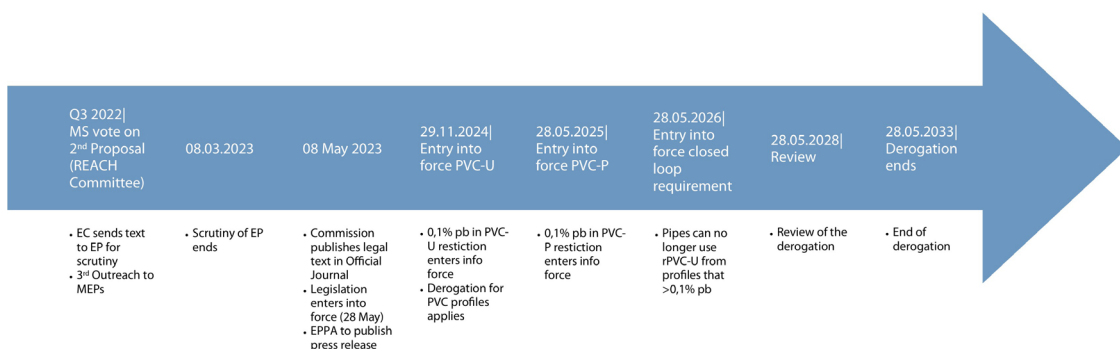 Q3 2022|
MS vote on
2nd Proposal
(REACH
Committee)
08.03.2023
08 May 2023
29.11.2024|
Entry into
force PVC-U
28.05.2025|
Entry into
force PVC-P
28.05.2026|
Entry into
force closed
loop
requirement
28.05.2028|
Review
28.05.2033|
Derogation
ends
• EC sends text
to EP for
scrutiny
• 3rd Outreach to
MEPs
• Scrutiny of EP
ends
• Commission
publishes legal
text in Official
Journal
• Legislation
enters into
force (28 May)
• EPPA to publish
press release
• 0,1% pb in PVC-
U restiction
enters info
force
• Derogation for
PVC profiles
applies
• 0,1% pb in PVC-
P restiction
enters info
force
• Pipes can no
longer use
rPVC-U from
profiles that
>0,1% pb
• Review of the
derogation
• End of
derogation